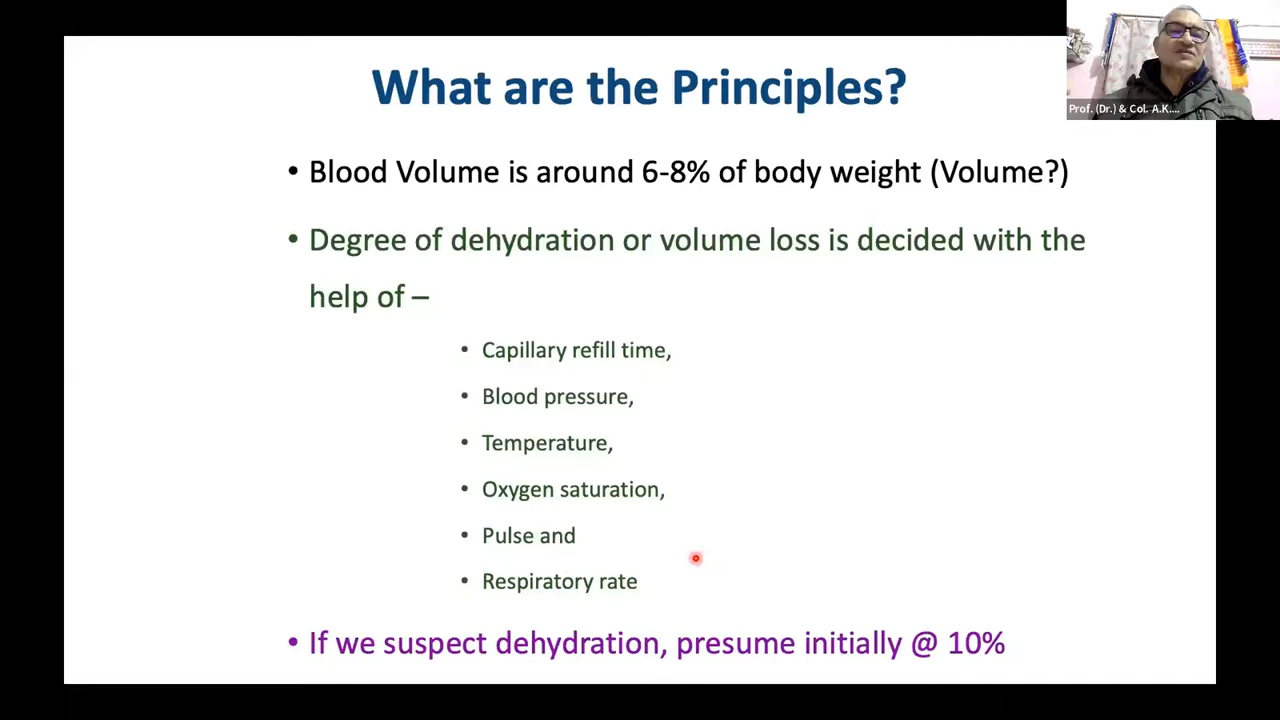 What are the Principles?
Prof. (Dr.) & Col. A.K....
• Blood Volume is around 6-8% of body weight (Volume?)
• Degree of dehydration or volume loss is decided with the
help of –
• Capillary refill time,
• Blood pressure,
• Temperature,
• Oxygen saturation,
• Pulse and
• Respiratory rate
• If we suspect dehydration, presume initially @ 10%